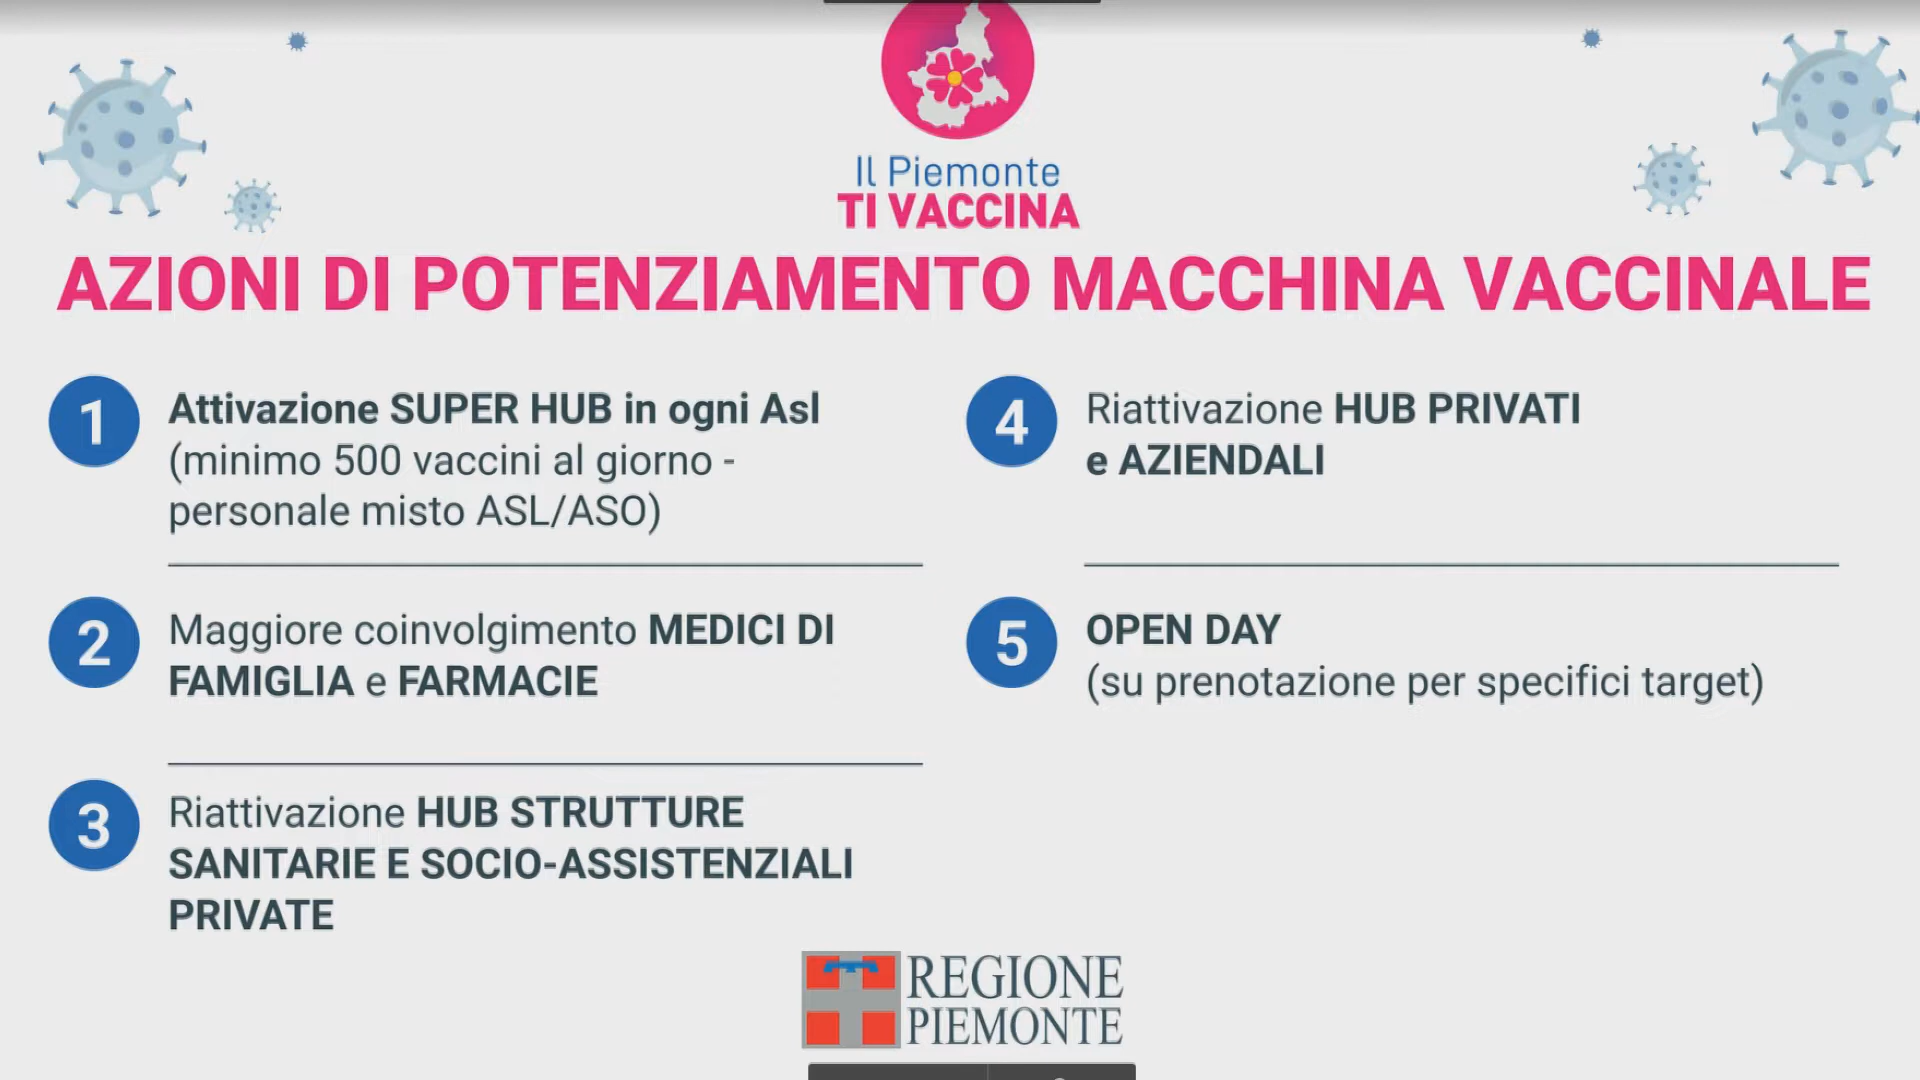 Il Piemonte
TI VACCINA
AZIONI DI POTENZIAMENTO MACCHINA VACCINALE
1
Attivazione SUPER HUB in ogni Asl
(minimo 500 vaccini al giorno -
personale misto ASL/ASO)
2
Maggiore coinvolgimento MEDICI DI
FAMIGLIA e FARMACIE
3
Riattivazione HUB STRUTTURE
SANITARIE E SOCIO-ASSISTENZIALI
PRIVATE
4
Riattivazione HUB PRIVATI
e AZIENDALI
5
OPEN DAY
(su prenotazione per specifici target)
REGIONE
PIEMONTE